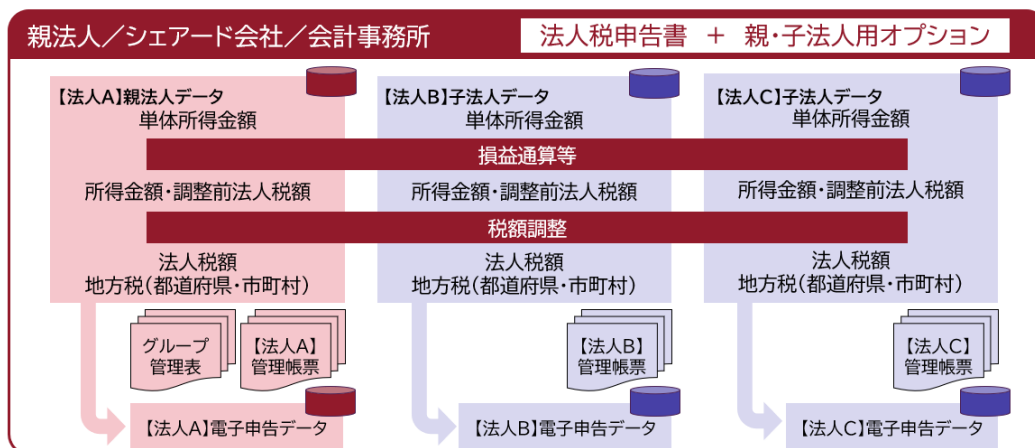 親法人／シェアード会社／会計事務所
法人税申告書 ＋ 親・子法人用オプション
【法人A】親法人データ
単体所得金額
【法人B】子法人データ
単体所得金額
【法人C】子法人データ
単体所得金額
損益通算等
所得金額・調整前法人税額
所得金額・調整前法人税額
所得金額・調整前法人税額
税額調整
法人税額
地方税（都道府県・市町村）
法人税額
地方税（都道府県・市町村）
法人税額
地方税（都道府県・市町村）
グループ
管理表
【法人A】
管理帳票
【法人B】
管理帳票
【法人C】
管理帳票
【法人A】電子申告データ
【法人B】電子申告データ
【法人C】電子申告データ